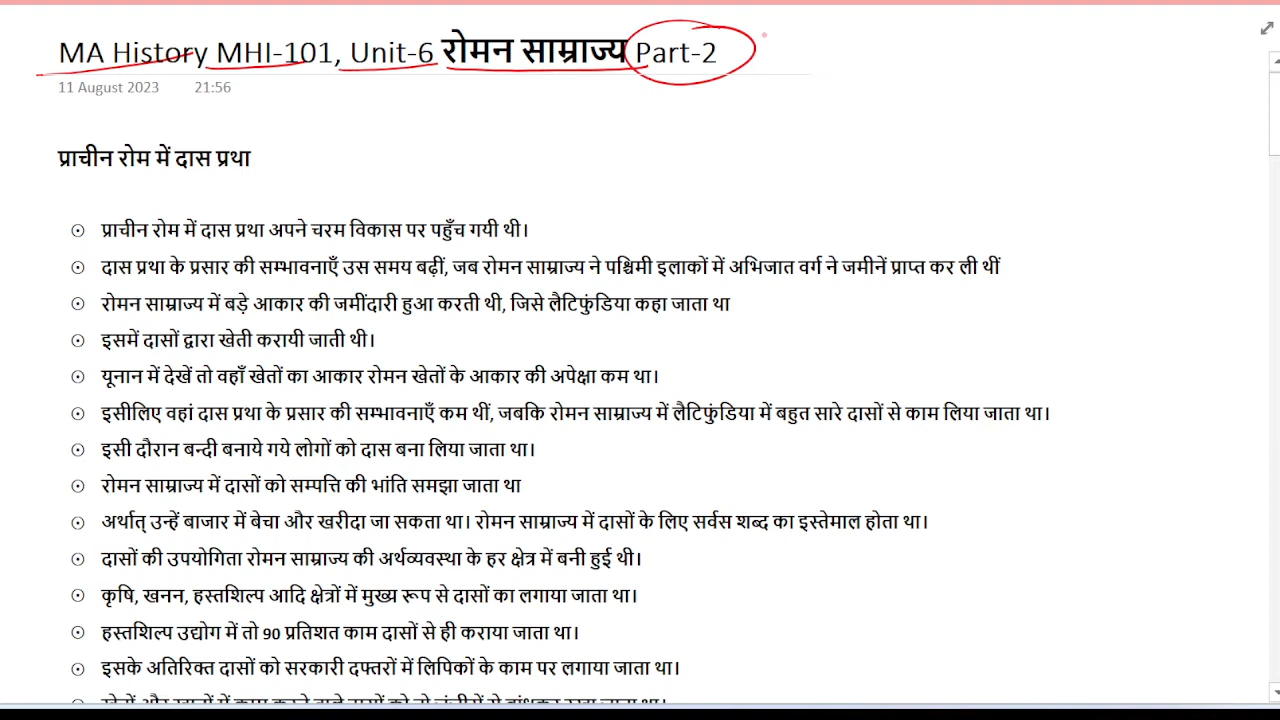 MA History MHI-101, Unit-6 रोमन साम्राज्य Part-2
11 August 2023 21:56
प्राचीन रोम में दास प्रथा
प्राचीन रोम में दास प्रथा अपने चरम विकास पर पहुँच गयी थी।
दास प्रथा के प्रसार की सम्भावनाएँ उस समय बढ़ीं, जब रोमन साम्राज्य ने पश्चिमी इलाकों में अभिजात वर्ग ने जमीनें प्राप्त कर ली थीं
रोमन साम्राज्य में बड़े आकार की जमींदारी हुआ करती थी, जिसे लैटिफुंडिया कहा जाता था
इसमें दासों द्वारा खेती करायी जाती थी।
यूनान में देखें तो वहाँ खेतों का आकार रोमन खेतों के आकार की अपेक्षा कम था।
इसीलिए वहां दास प्रथा के प्रसार की सम्भावनाएँ कम थीं, जबकि रोमन साम्राज्य में लैटिफुंडिया में बहुत सारे दासों से काम लिया जाता था।
इसी दौरान बन्दी बनाये गये लोगों को दास बना लिया जाता था।
रोमन साम्राज्य में दासों को सम्पत्ति की भांति समझा जाता था
अर्थात् उन्हें बाजार में बेचा और खरीदा जा सकता था। रोमन साम्राज्य में दासों के लिए सर्वस शब्द का इस्तेमाल होता था।
दासों की उपयोगिता रोमन साम्राज्य की अर्थव्यवस्था के हर क्षेत्र में बनी हुई थी।
कृषि, खनन, हस्तशिल्प आदि क्षेत्रों में मुख्य रूप से दासों का लगाया जाता था।
हस्तशिल्प उद्योग में तो 90 प्रतिशत काम दासों से ही कराया जाता था।
इसके अतिरिक्त दासों को सरकारी दफ्तरों में लिपिकों के काम पर लगाया जाता था।